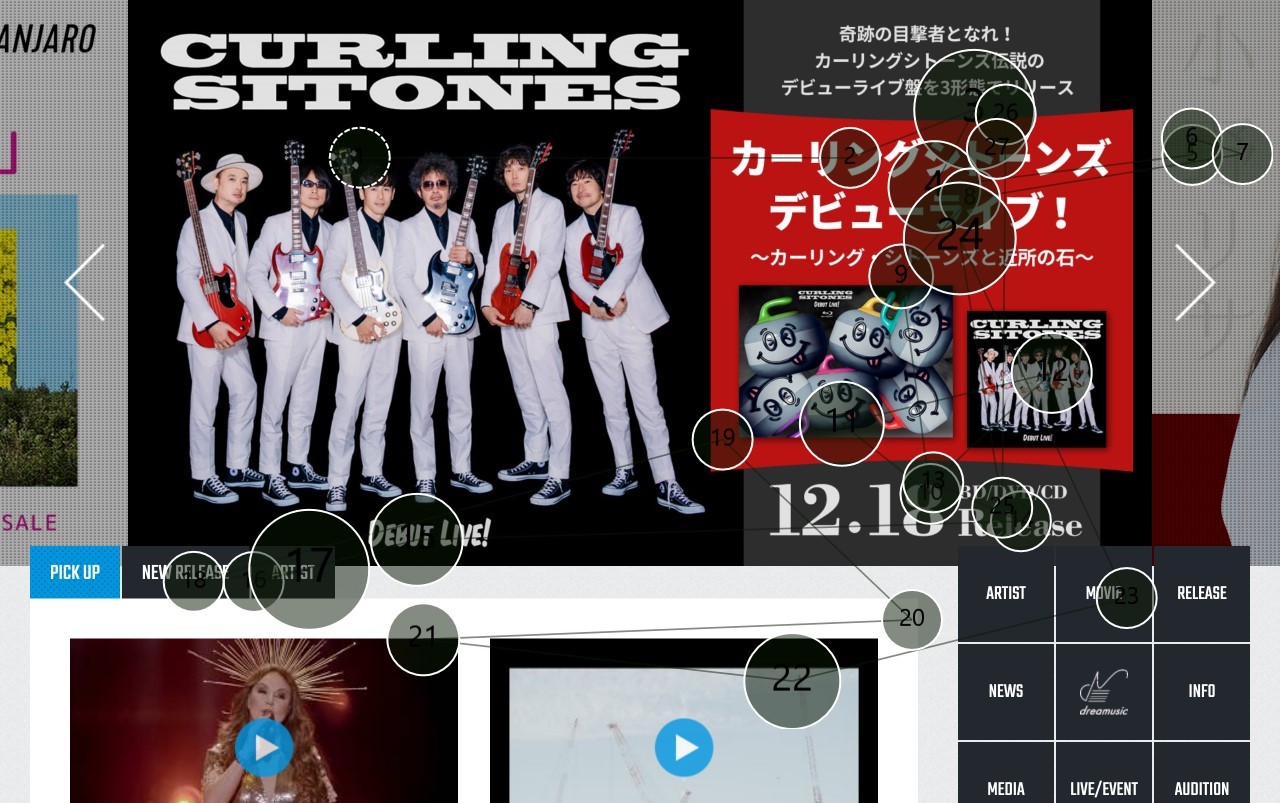 ANJARO
SALE
CURLING
SITONES
DEBUT LIVE!
奇跡の目撃者となれ！
カーリングシトーンズ伝説の
デビューライブ盤を3形態でリリース
カーリングシトーンズ
デビューライブ！
〜カーリング・シトーンズと近所の石〜
CURLING
SITONES
DEBUT LIVE!
CURLING
SITONES
DEBUT LIVE!
12.18
BD/DVD/CD
Release
小
PICK UP
NEW RELEASE
ARTIST
ARTIST
MOVIE
RELEASE
NEWS
dreamusic
INFO
MEDIA
LIVE/EVENT
AUDITION
2
3
4
5
6
7
8
9
10
11
12
13
16
17
18
19
20
21
22
23
24
25
26
27